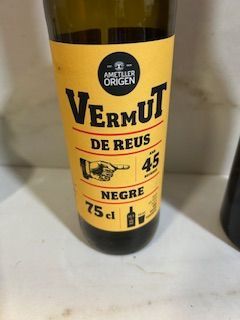 AMETLLER
ORIGEN
VERMUT
DE REUS
45
NEGRE
75 cl